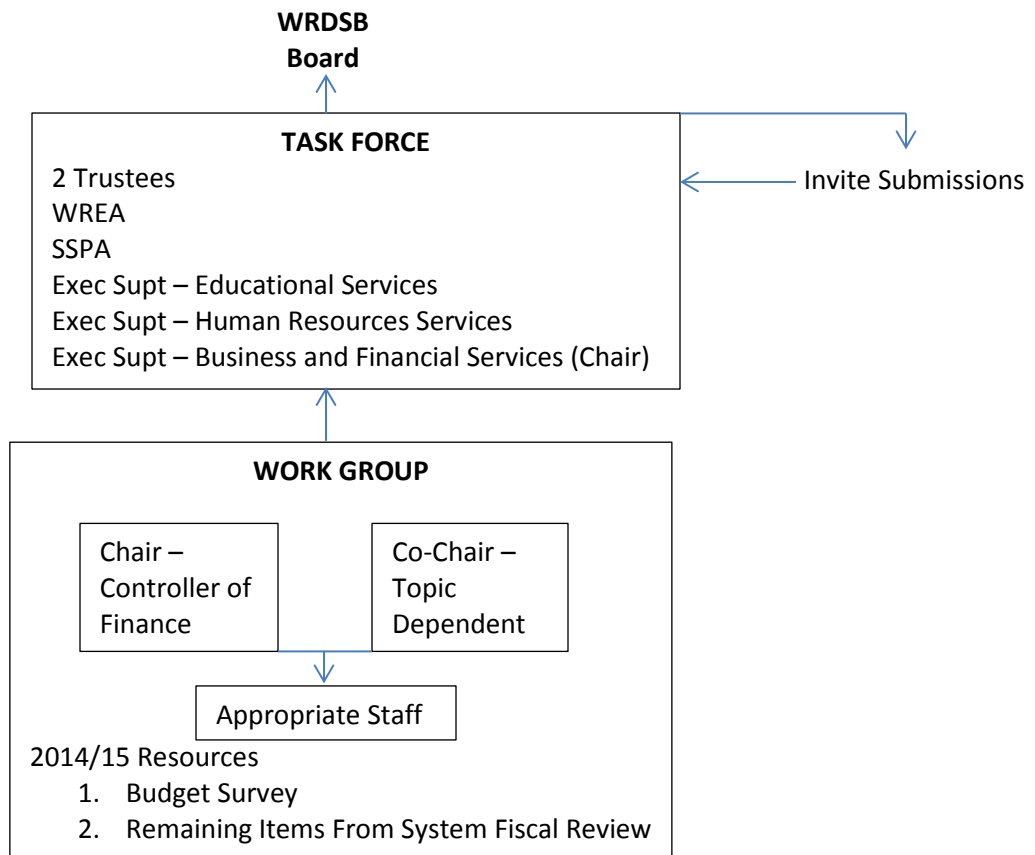 WRDSB
Board
TASK FORCE
2 Trustees
WREA
SSPA
Exec Supt – Educational Services
Exec Supt – Human Resources Services
Exec Supt – Business and Financial Services (Chair)
Invite Submissions
WORK GROUP
Chair –
Controller of
Finance
Co-Chair –
Topic
Dependent
Appropriate Staff
2014/15 Resources
1. Budget Survey
2. Remaining Items From System Fiscal Review